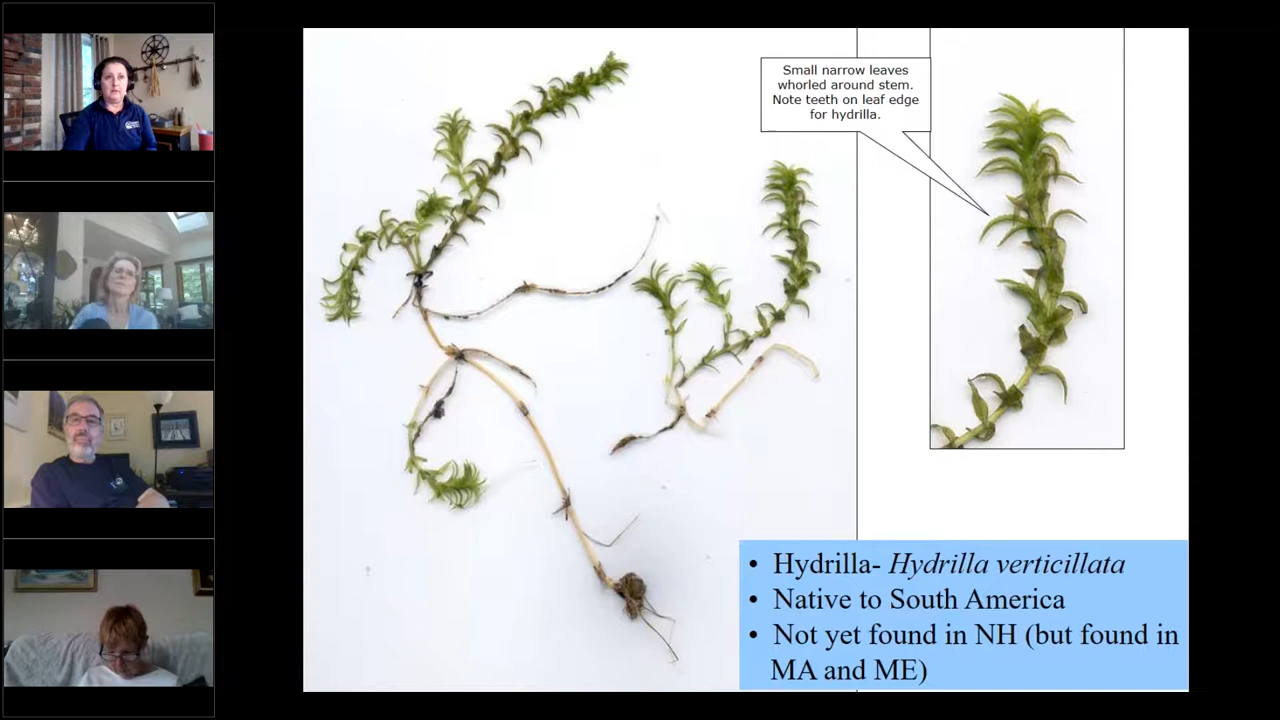 Small narrow leaves
whorled around stem.
Note teeth on leaf edge
for hydrilla.
• Hydrilla- Hydrilla verticillata
• Native to South America
• Not yet found in NH (but found in
MA and ME)